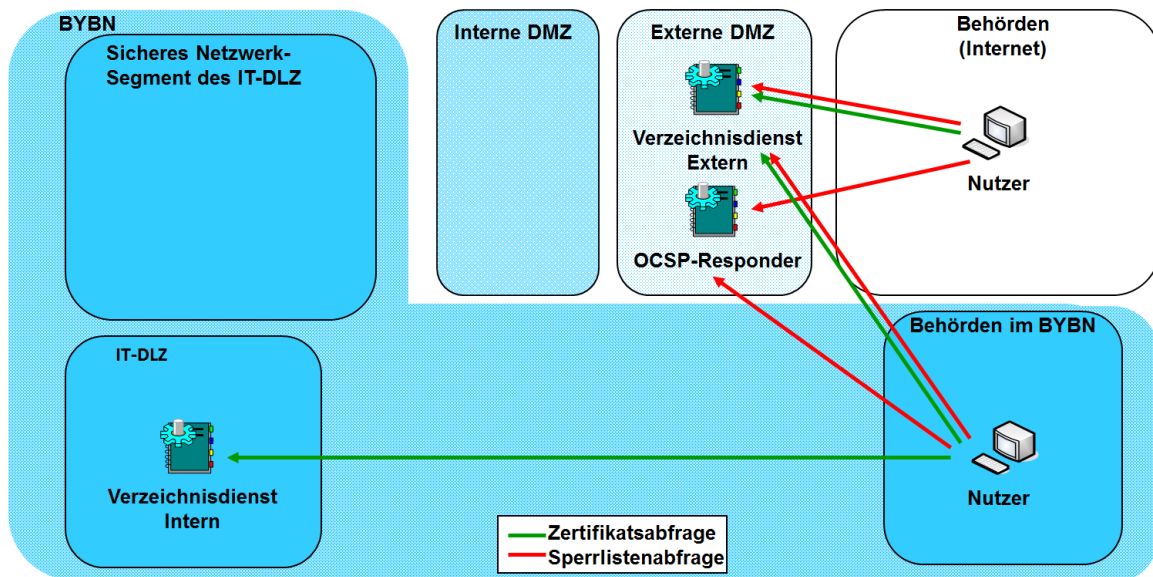 BYBN
Sicheres Netzwerk-
Segment des IT-DLZ
Interne DMZ
Externe DMZ
Behörden
(Internet)
Verzeichnisdienst
Extern
Nutzer
OCSP-Responder
Behörden im BYBN
IT-DLZ
Verzeichnisdienst
Intern
Nutzer
Zertifikatsabfrage
Sperrlistenabfrage